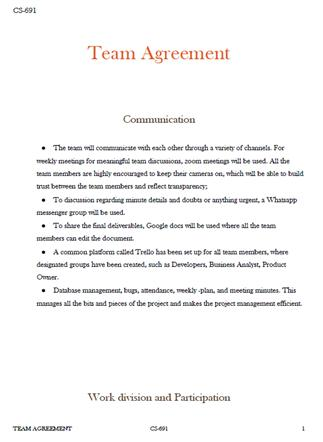 CS-691
Team Agreement
Communication
● The team will communicate with each other through a variety of channels. For
weekly meetings for meaningful team discussions, zoom meetings will be used. All the
team members are highly encouraged to keep their cameras on, which will be able to build
trust between the team members and reflect transparency;
● To discussion regarding minute details and doubts or anything urgent, a Whatsapp
messenger group will be used.
● To share the final deliverables, Google docs will be used where all the team
members can edit the document.
● A common platform called Trello has been set up for all team members, where
designated groups have been created, such as Developers, Business Analyst, Product
Owner.
● Database management, bugs, attendance, weekly -plan, and meeting minutes. This
manages all the bits and pieces of the project and makes the project management efficient.
Work division and Participation
TEAM AGREEMENT CS-691 1